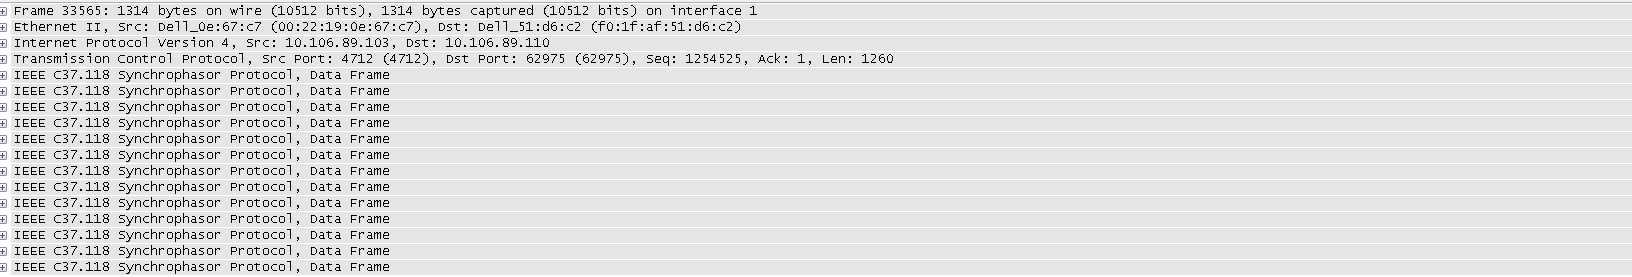 Frame 33565: 1314 bytes on wire (10512 bits), 1314 bytes captured (10512 bits) on interface 1
Ethernet II, Src: Dell_0e:67:c7 (00:22:19:0e:67:c7), Dst: Dell_51:d6:c2 (f0:1f:af:51:d6:c2)
Internet Protocol Version 4, Src: 10.106.89.103, Dst: 10.106.89.110
Transmission Control Protocol, Src Port: 4712 (4712), Dst Port: 62975 (62975), Seq: 1254525, Ack: 1, Len: 1260
IEEE C37.118 Synchrophasor Protocol, Data Frame
IEEE C37.118 Synchrophasor Protocol, Data Frame
IEEE C37.118 Synchrophasor Protocol, Data Frame
IEEE C37.118 Synchrophasor Protocol, Data Frame
IEEE C37.118 Synchrophasor Protocol, Data Frame
IEEE C37.118 Synchrophasor Protocol, Data Frame
IEEE C37.118 Synchrophasor Protocol, Data Frame
IEEE C37.118 Synchrophasor Protocol, Data Frame
IEEE C37.118 Synchrophasor Protocol, Data Frame
IEEE C37.118 Synchrophasor Protocol, Data Frame
IEEE C37.118 Synchrophasor Protocol, Data Frame
IEEE C37.118 Synchrophasor Protocol, Data Frame
IEEE C37.118 Synchrophasor Protocol, Data Frame